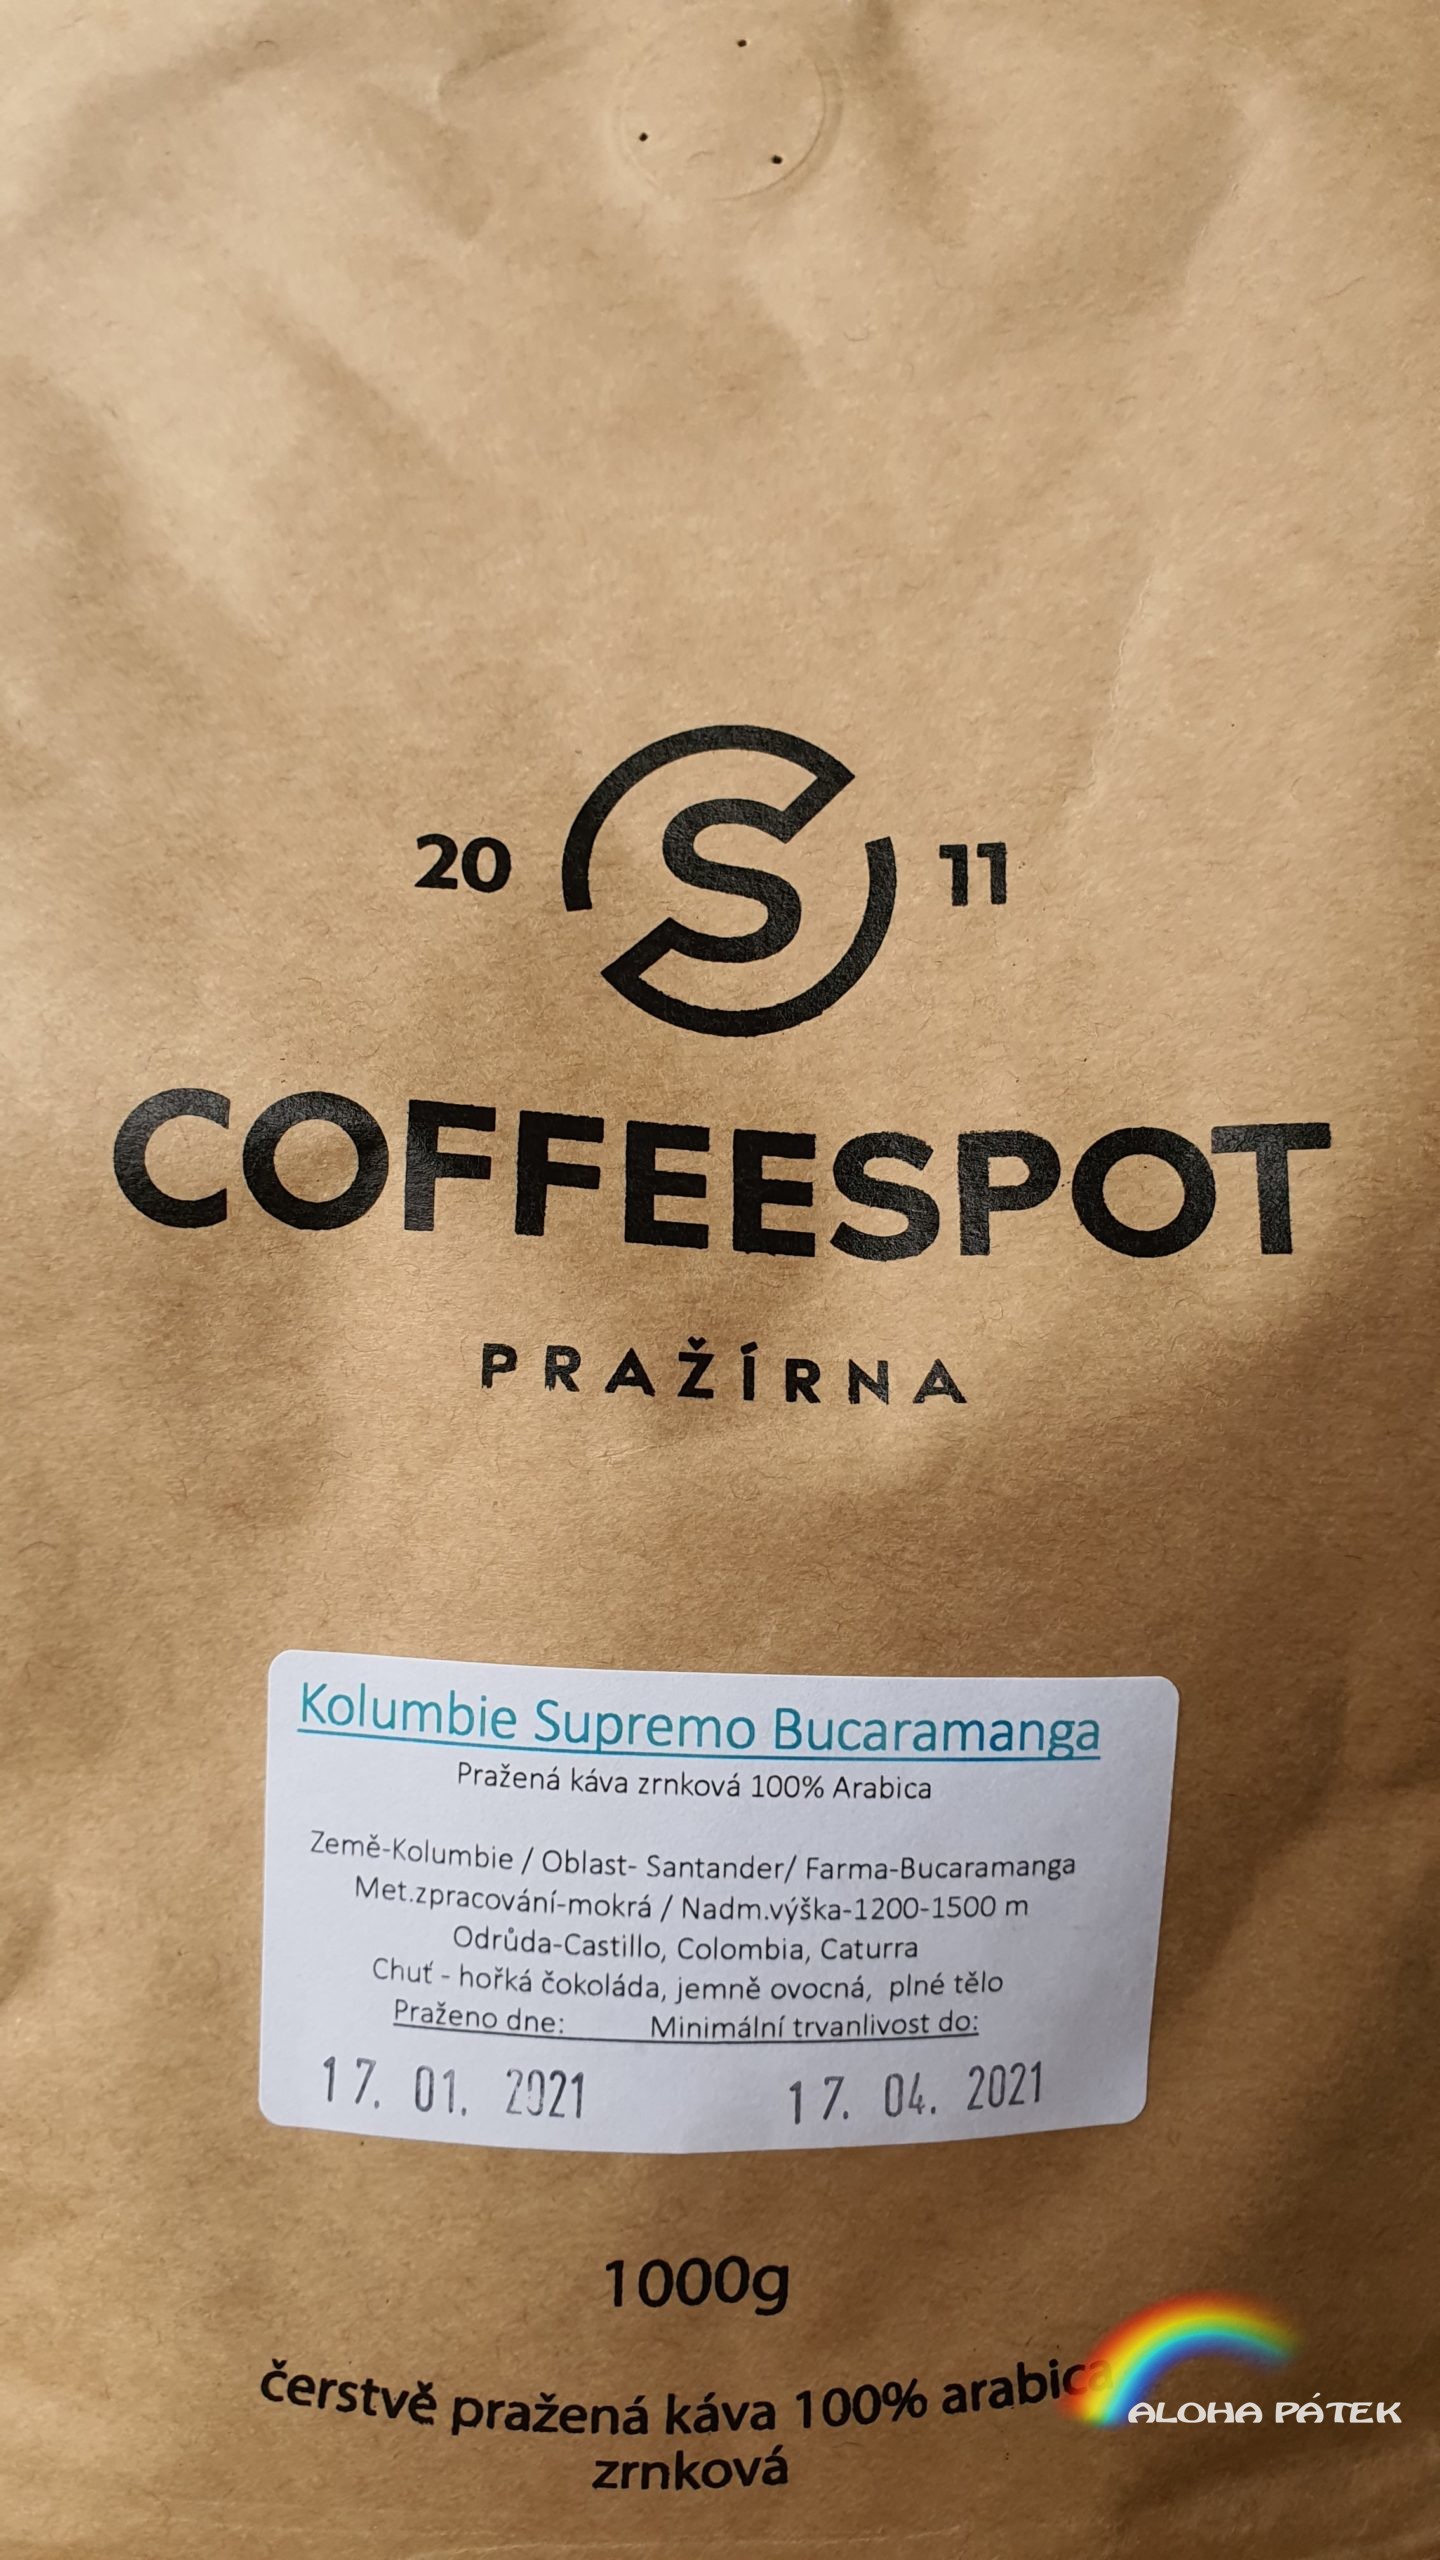 20 S 11
COFFEESPOT
PRAŽÍRNA
Kolumbie Supremo Bucaramanga
Pražená káva zrnková 100% Arabica
Země-Kolumbie / Oblast- Santander/ Farma-Bucaramanga
Met.zpracování-mokrá / Nadm.výška-1200-1500 m
Odrůda-Castillo, Colombia, Caturra
Chuť - hořká čokoláda, jemně ovocná, plné tělo
Praženo dne: Minimální trvanlivost do:
17. 01. 2021 17. 04. 2021
1000g
čerstvě pražená káva 100% arabica
zrnková
ALOHA PÁTEK